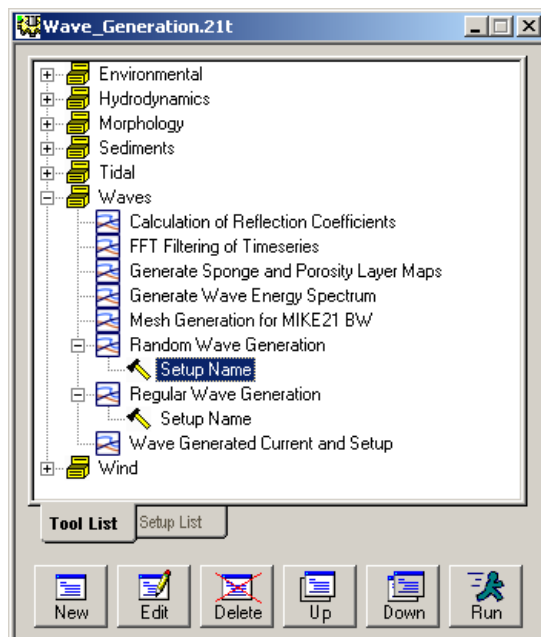 Wave_Generation.21t
Environmental
Hydrodynamics
Morphology
Sediments
Tidal
Waves
Calculation of Reflection Coefficients
FFT Filtering of Timeseries
Generate Sponge and Porosity Layer Maps
Generate Wave Energy Spectrum
Mesh Generation for MIKE21 BW
Random Wave Generation
Setup Name
Regular Wave Generation
Setup Name
Wave Generated Current and Setup
Wind
Tool List Setup List
New Edit Delete Up Down Run